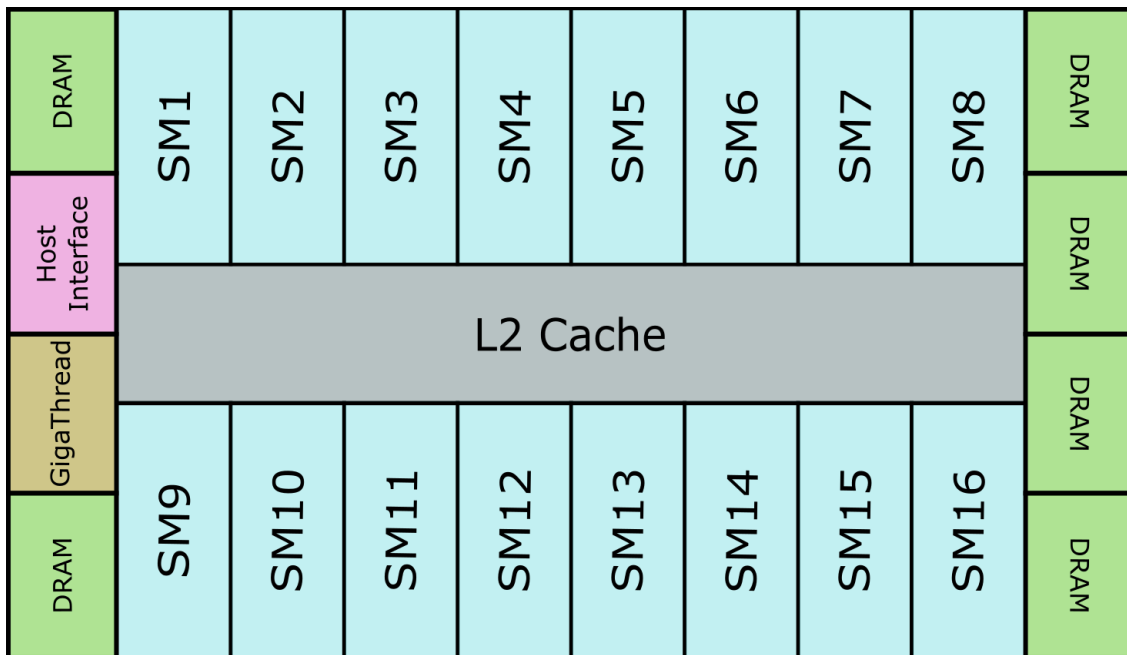 DRAM
Host
Interface
GigaThread
DRAM
SM1
SM2
SM3
SM4
SM5
SM6
SM7
SM8
L2 Cache
SM9
SM10
SM11
SM12
SM13
SM14
SM15
SM16
DRAM
DRAM
DRAM
DRAM